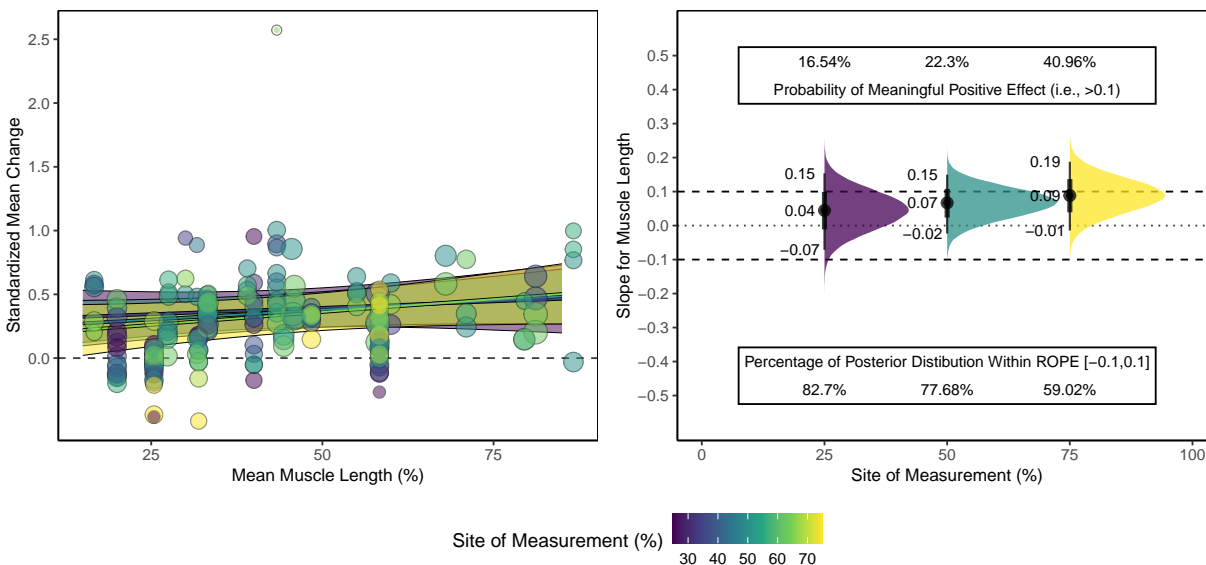 2.5
2.0
1.5
1.0
0.5
0.0
Standardized Mean Change
25 50 75
Mean Muscle Length (%)
0.5
0.4
0.3
0.2
0.1
0.0
−0.1
−0.2
−0.3
−0.4
−0.5
Slope for Muscle Length
16.54% 22.3% 40.96%
Probability of Meaningful Positive Effect (i.e., >0.1)
0.15 0.15 0.19
0.04 0.07 0.09
−0.07 −0.02 −0.01
Percentage of Posterior Distibution Within ROPE [−0.1,0.1]
82.7% 77.68% 59.02%
0 25 50 75 100
Site of Measurement (%)
Site of Measurement (%)
30 40 50 60 70